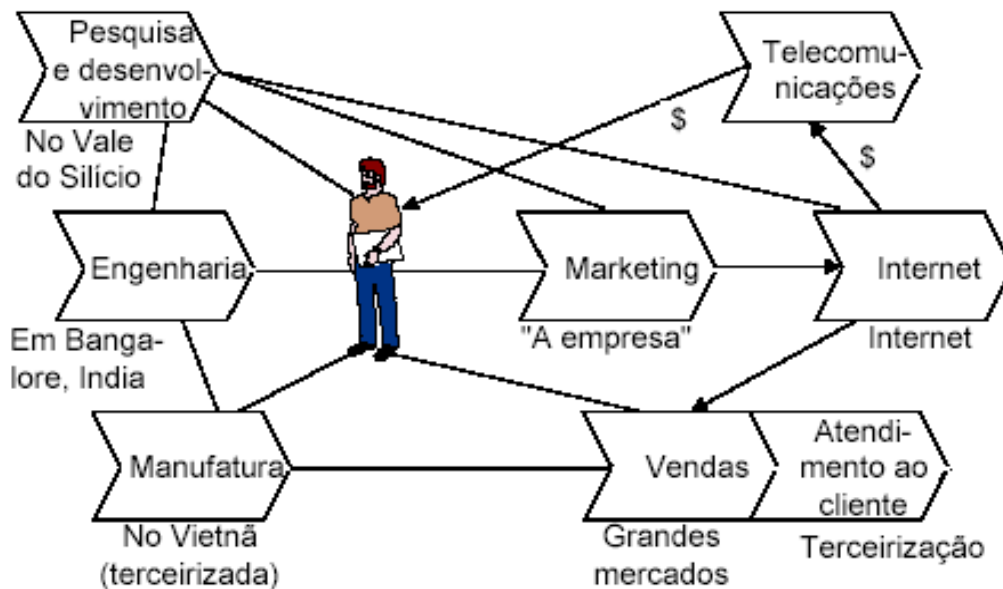 Pesquisa
e desenvol-
vimento
No Vale
do Silício
Telecomu-
nicações
$
$
Engenharia
Em Banga-
lore, India
Marketing
"A empresa"
Internet
Internet
Manufatura
No Vietnã
(terceirizada)
Vendas
Grandes
mercados
Atendi-
mento ao
cliente
Terceirização